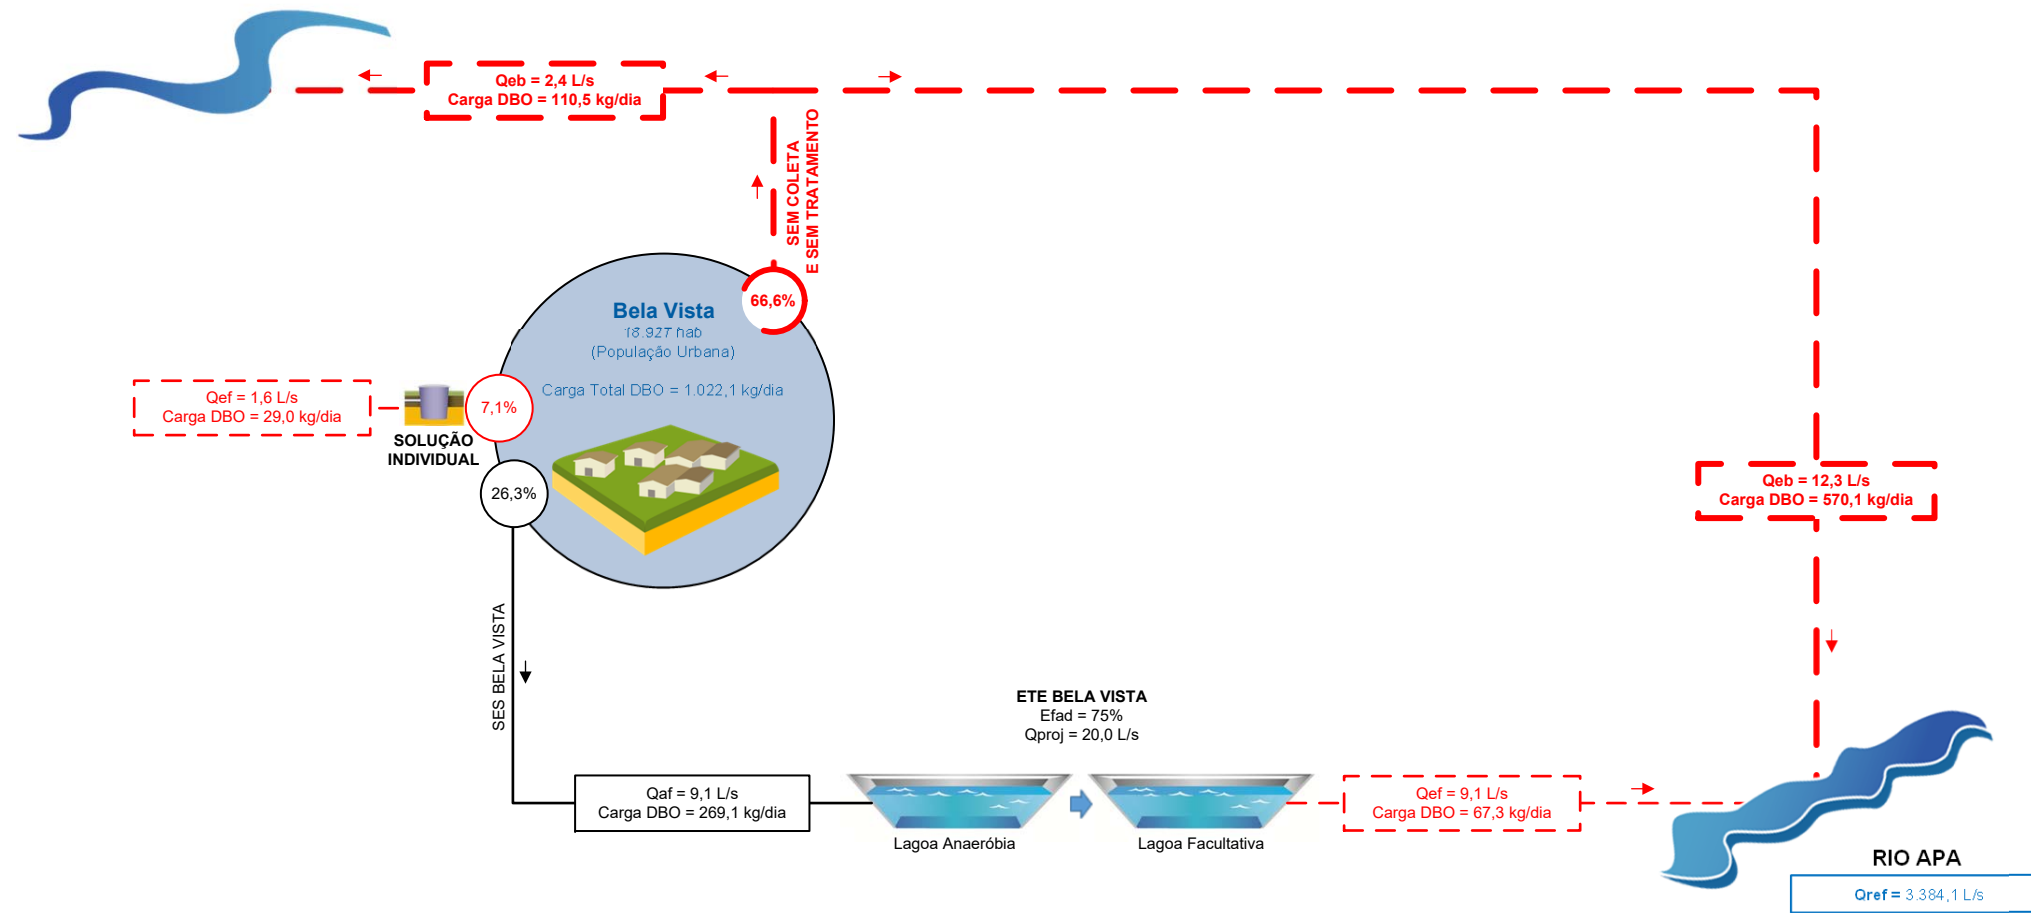 Qeb = 2,4 L/s
Carga DBO = 110,5 kg/dia
SEM COLETA
E SEM TRATAMENTO
66,6%
Bela Vista
18.927 hab
(População Urbana)
Carga Total DBO = 1.022,1 kg/dia
Qef = 1,6 L/s
Carga DBO = 29,0 kg/dia
7,1%
SOLUÇÃO
INDIVIDUAL
26,3%
Qeb = 12,3 L/s
Carga DBO = 570,1 kg/dia
SES BELA VISTA
ETE BELA VISTA
Efad = 75%
Qproj = 20,0 L/s
Qaf = 9,1 L/s
Carga DBO = 269,1 kg/dia
Lagoa Anaeróbia
Lagoa Facultativa
Qef = 9,1 L/s
Carga DBO = 67,3 kg/dia
RIO APA
Qref = 3.384,1 L/s